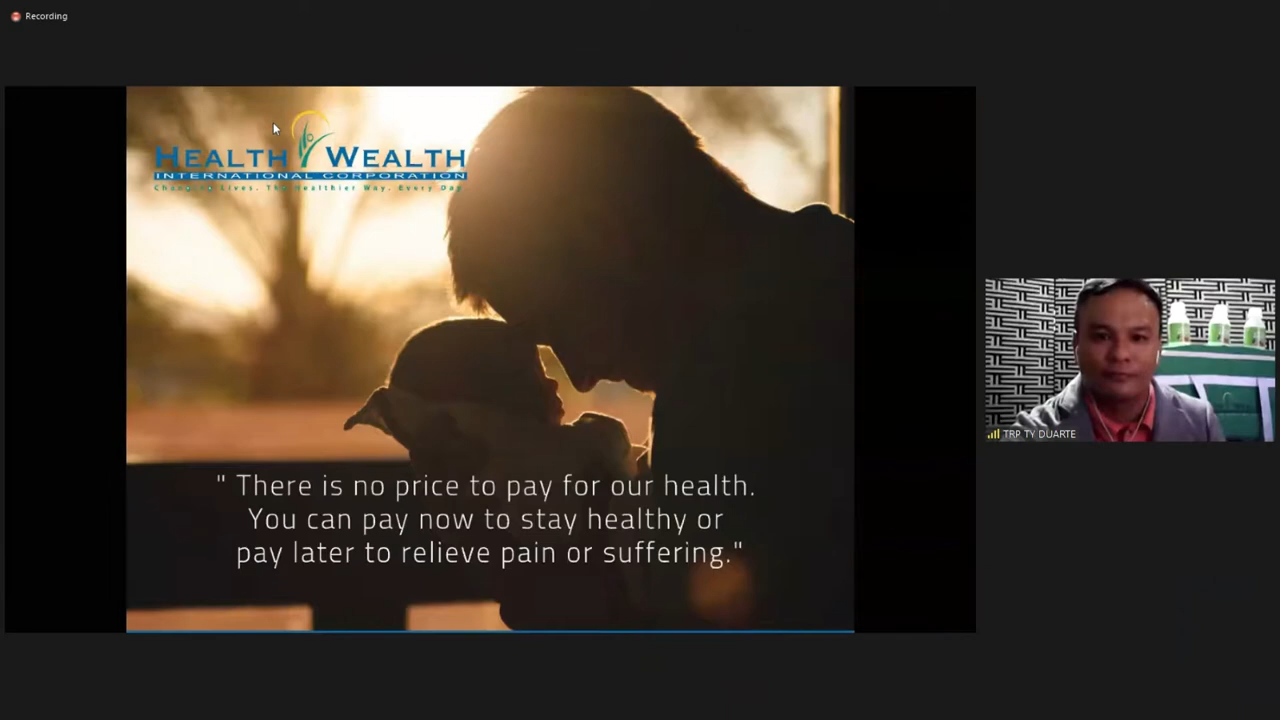 Recording
HEALTH WEALTH
INTERNATIONAL CORPORATION
Changing Lives. The Healthier Way. Every Day
" There is no price to pay for our health.
You can pay now to stay healthy or
pay later to relieve pain or suffering."
TRP TY DUARTE